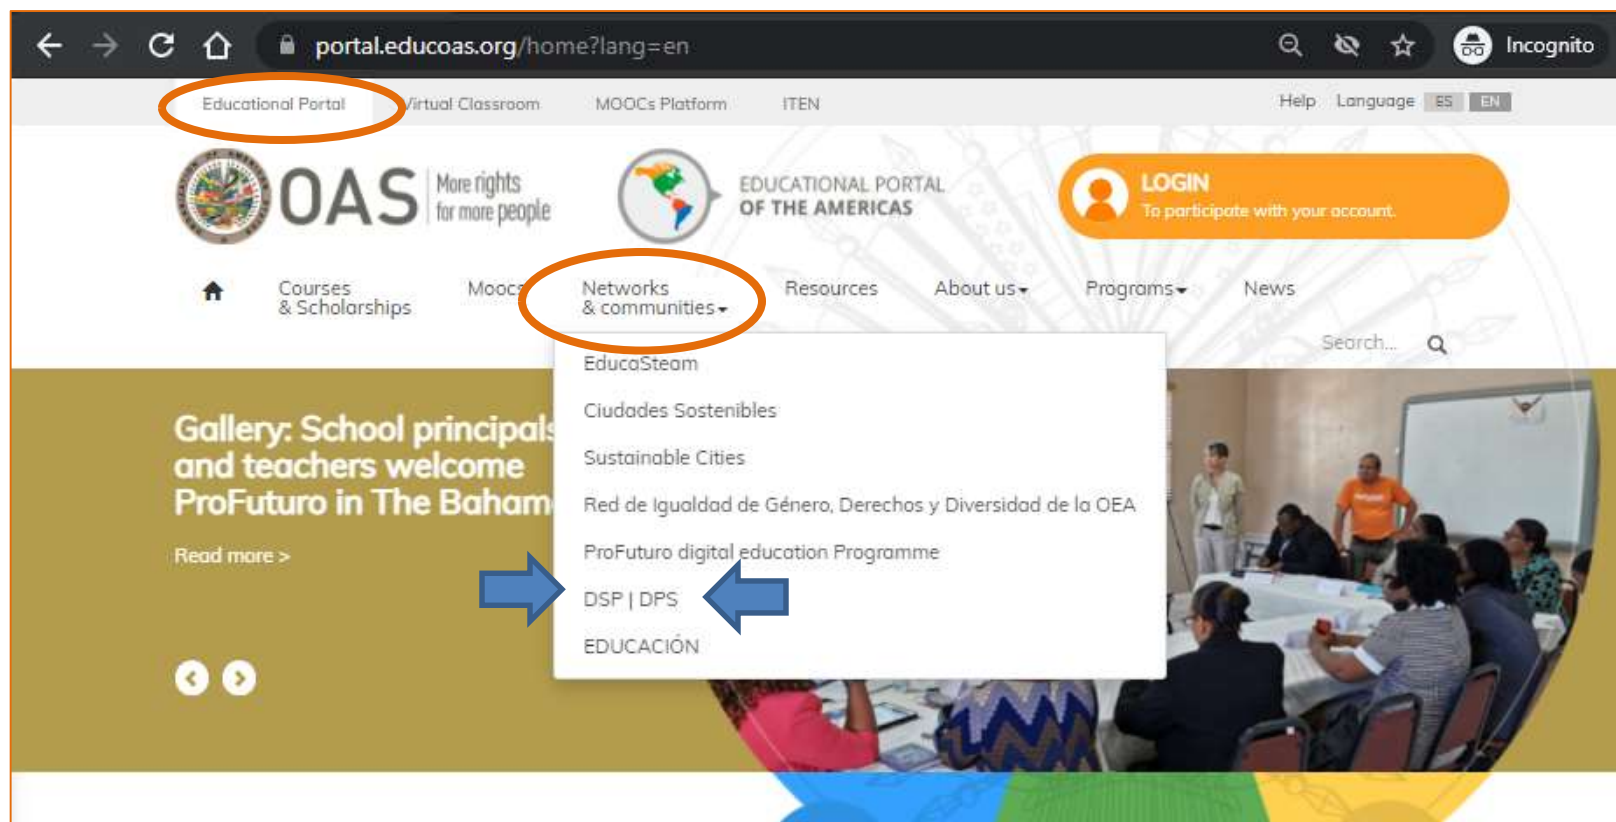 portal.educoas.org/home?lang=en
Incognito
Educational Portal
Virtual Classroom
MOOCs Platform
ITEN
Help
Language
ES
EN
OAS
More rights
for more people
EDUCATIONAL PORTAL
OF THE AMERICAS
LOGIN
To participate with your account.
Courses
& Scholarships
Moocs
Networks
& communities
Resources
About us
Programs
News
Search...
EducaSteam
Ciudades Sostenibles
Sustainable Cities
Red de Igualdad de Género, Derechos y Diversidad de la OEA
ProFuturo digital education Programme
DSP | DPS
EDUCACIÓN
Gallery: School principals
and teachers welcome
ProFuturo in The Baham
Read more >